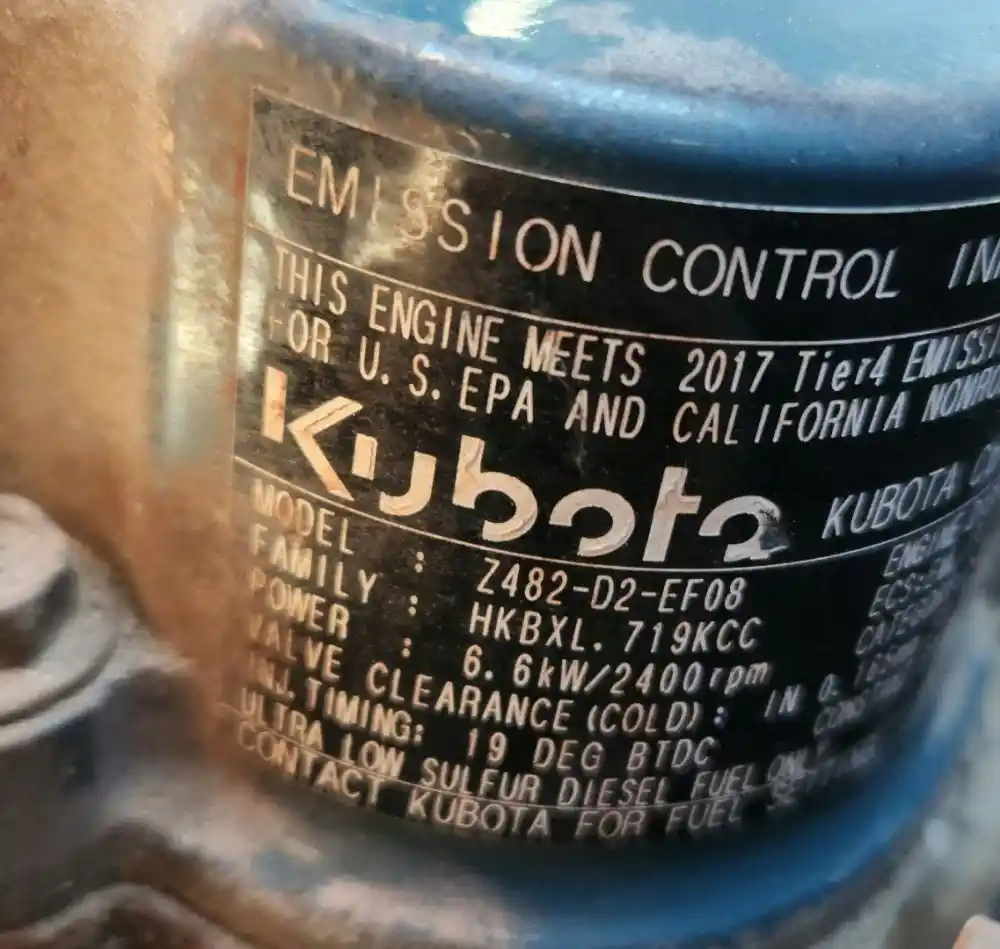 EMISSION CONTROL
THIS ENGINE MEETS 2017 Tier4
FOR U.S. EPA AND CALIFORNIA
Kubota KUBOTA
MODEL : Z482-D2-EF08
FAMILY : HKBXL.719KCC
POWER : 6.6kW/2400rpm
VALVE CLEARANCE (COLD) : IN
INJ. TIMING: 19 DEG BTDC
ULTRA LOW SULFUR DIESEL FUEL ONLY
CONTACT KUBOTA FOR FUEL